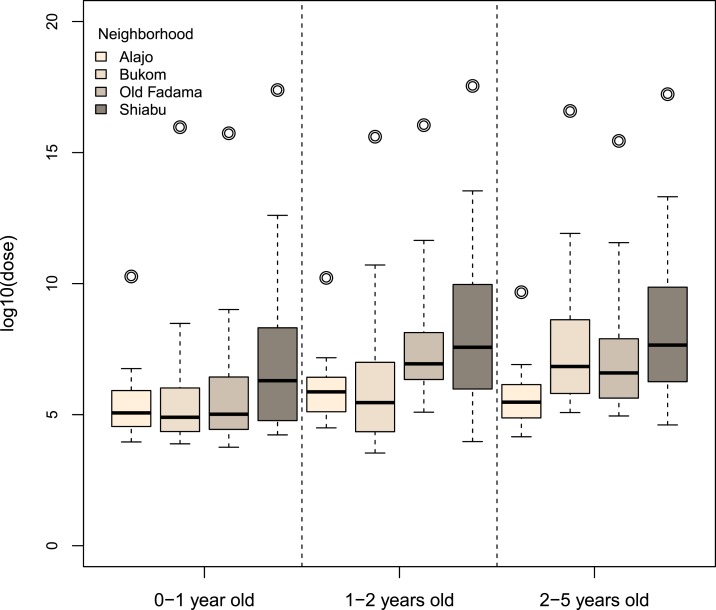 Neighborhood
Alajo
Bukom
Old Fadama
Shiabu
log10(dose)
20
15
10
5
0
0−1 year old
1−2 years old
2−5 years old